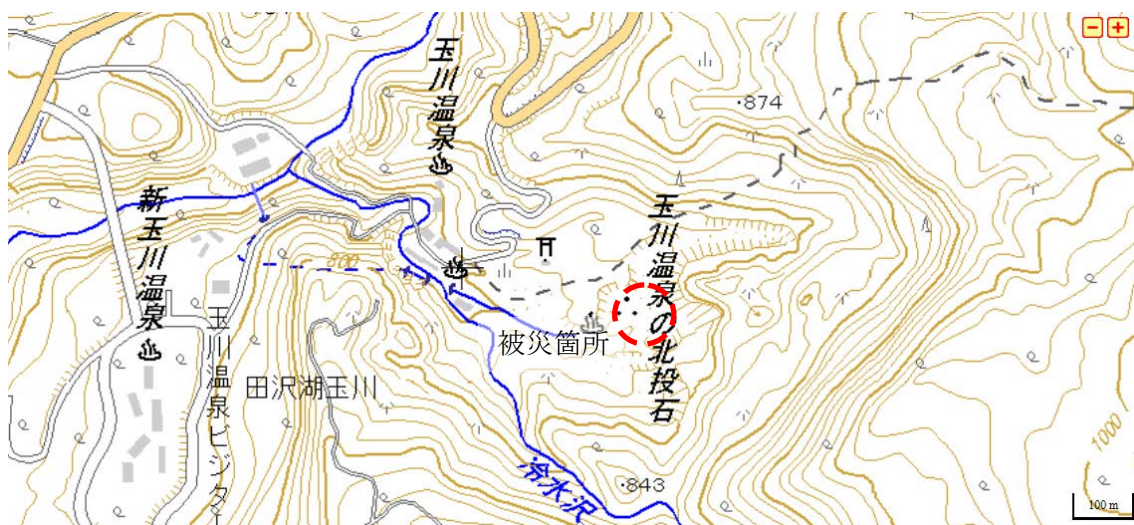 玉川温泉
・874
新玉川温泉
玉川温泉の北投石
800
被災箇所
田沢湖玉川
玉川温泉ビジター
冷水沢
・843
1000
100 m